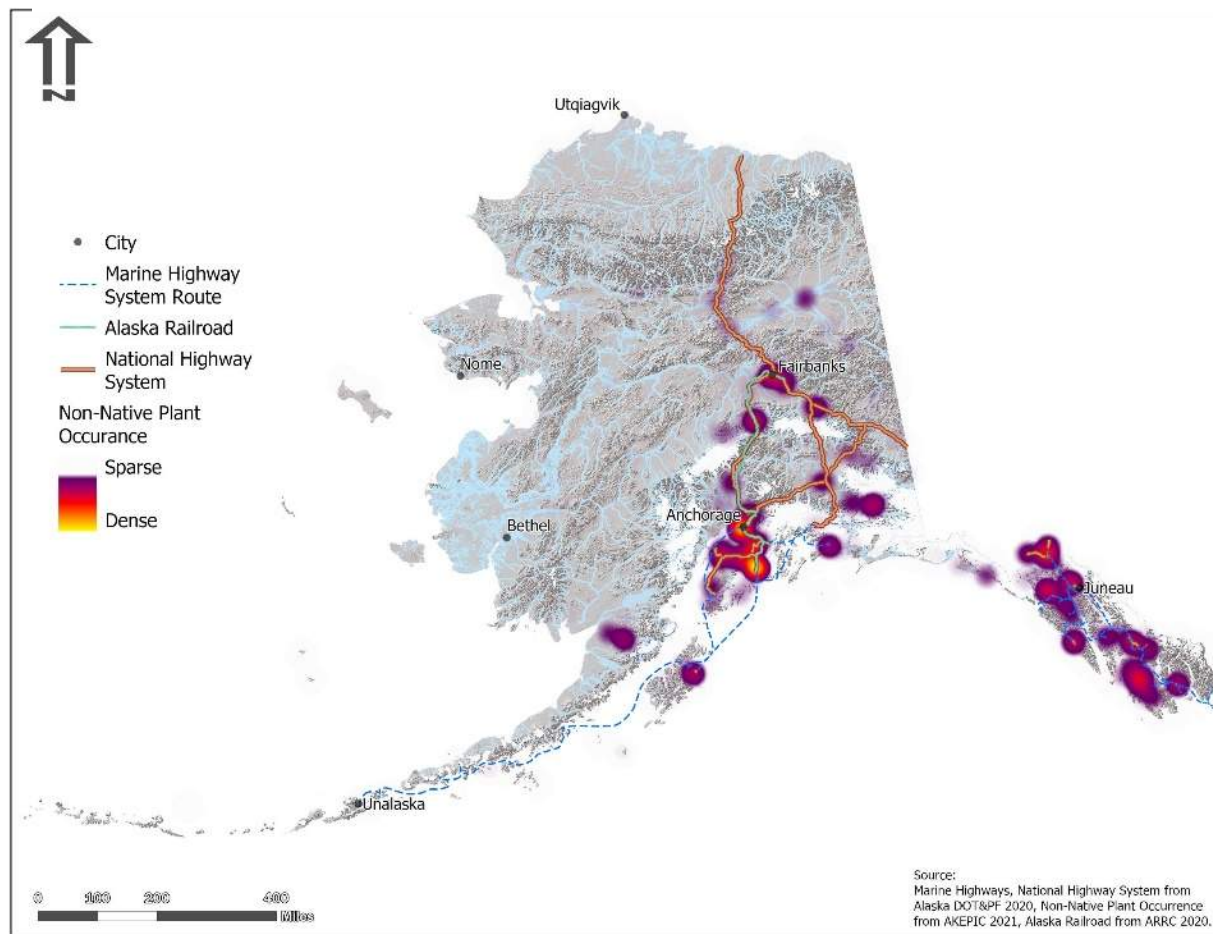 N
Utqiagvik
City
Marine Highway
System Route
Alaska Railroad
National Highway
System
Non-Native Plant
Occurance
Sparse
Dense
Nome
Fairbanks
Anchorage
Bethel
Juneau
Unalaska
0 100 200 400
Miles
Source:
Marine Highways, National Highway System from
Alaska DOT&PF 2020, Non-Native Plant Occurrence
from AKEPIC 2021, Alaska Railroad from ARRC 2020.